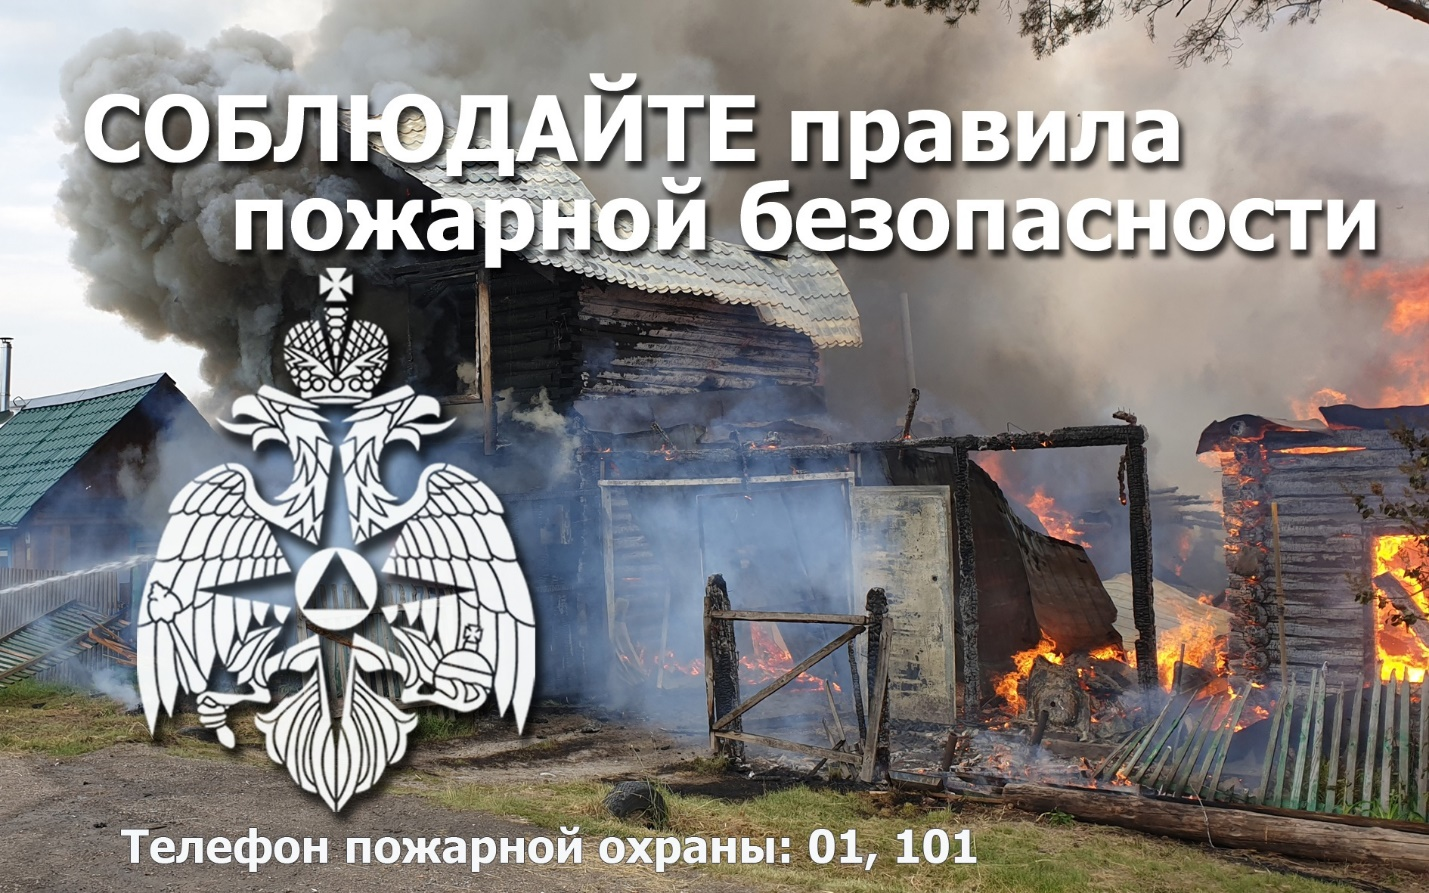 СОБЛЮДАЙТЕ правила
пожарной безопасности
Телефон пожарной охраны: 01, 101